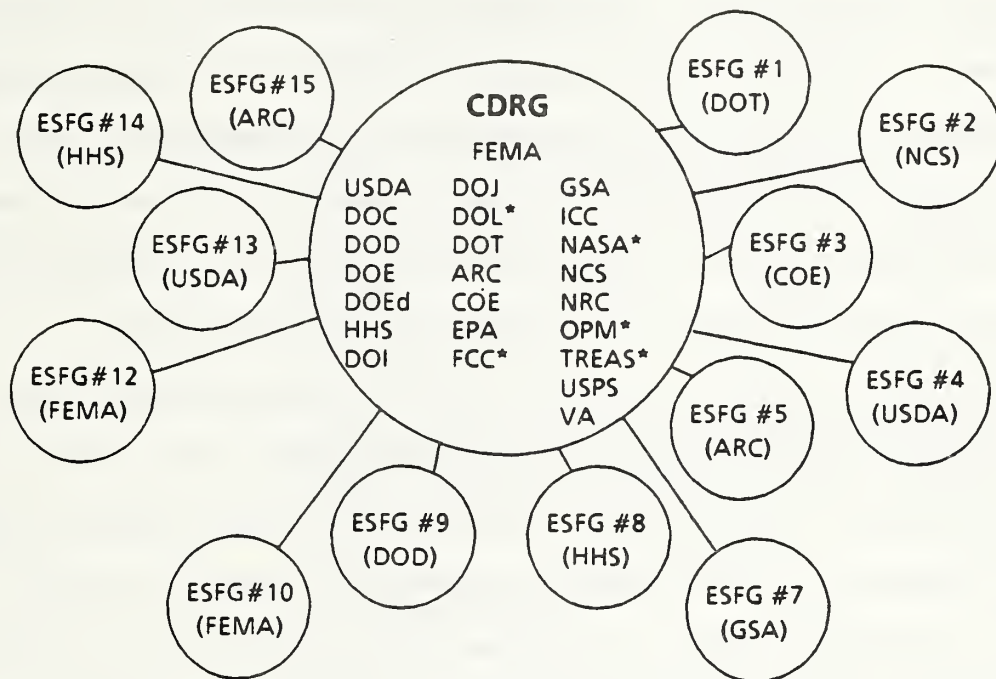 CDRG
FEMA
USDA DOJ GSA
DOC DOL* ICC
DOD DOT NASA*
DOE ARC NCS
DOEd COE NRC
HHS EPA OPM*
DOI FCC* TREAS*
USPS
VA
ESFG #1
(DOT)
ESFG #2
(NCS)
ESFG #3
(COE)
ESFG #4
(USDA)
ESFG #5
(ARC)
ESFG #7
(GSA)
ESFG #8
(HHS)
ESFG #9
(DOD)
ESFG#10
(FEMA)
ESFG#12
(FEMA)
ESFG#13
(USDA)
ESFG#14
(HHS)
ESFG#15
(ARC)